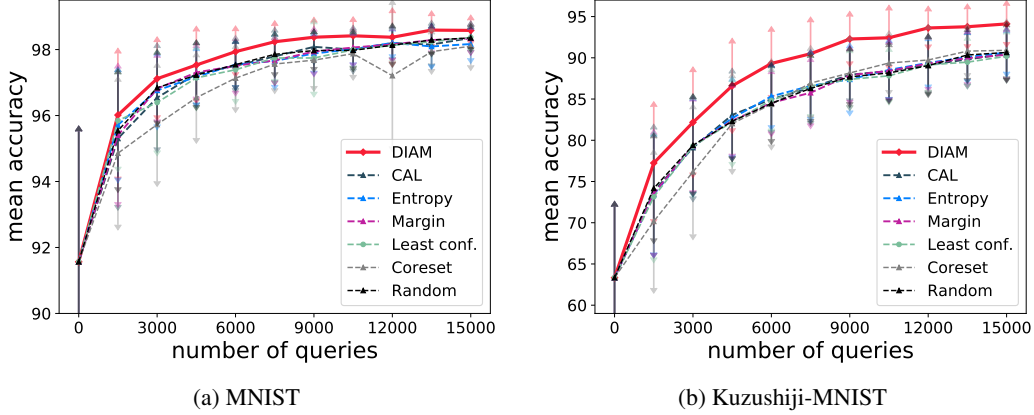 98
96
94
92
90
mean accuracy
DIAM
CAL
Entropy
Margin
Least conf.
Coreset
Random
0 3000 6000 9000 12000 15000
number of queries
(a) MNIST
95
90
85
80
75
70
65
60
mean accuracy
DIAM
CAL
Entropy
Margin
Least conf.
Coreset
Random
0 3000 6000 9000 12000 15000
number of queries
(b) Kuzushiji-MNIST